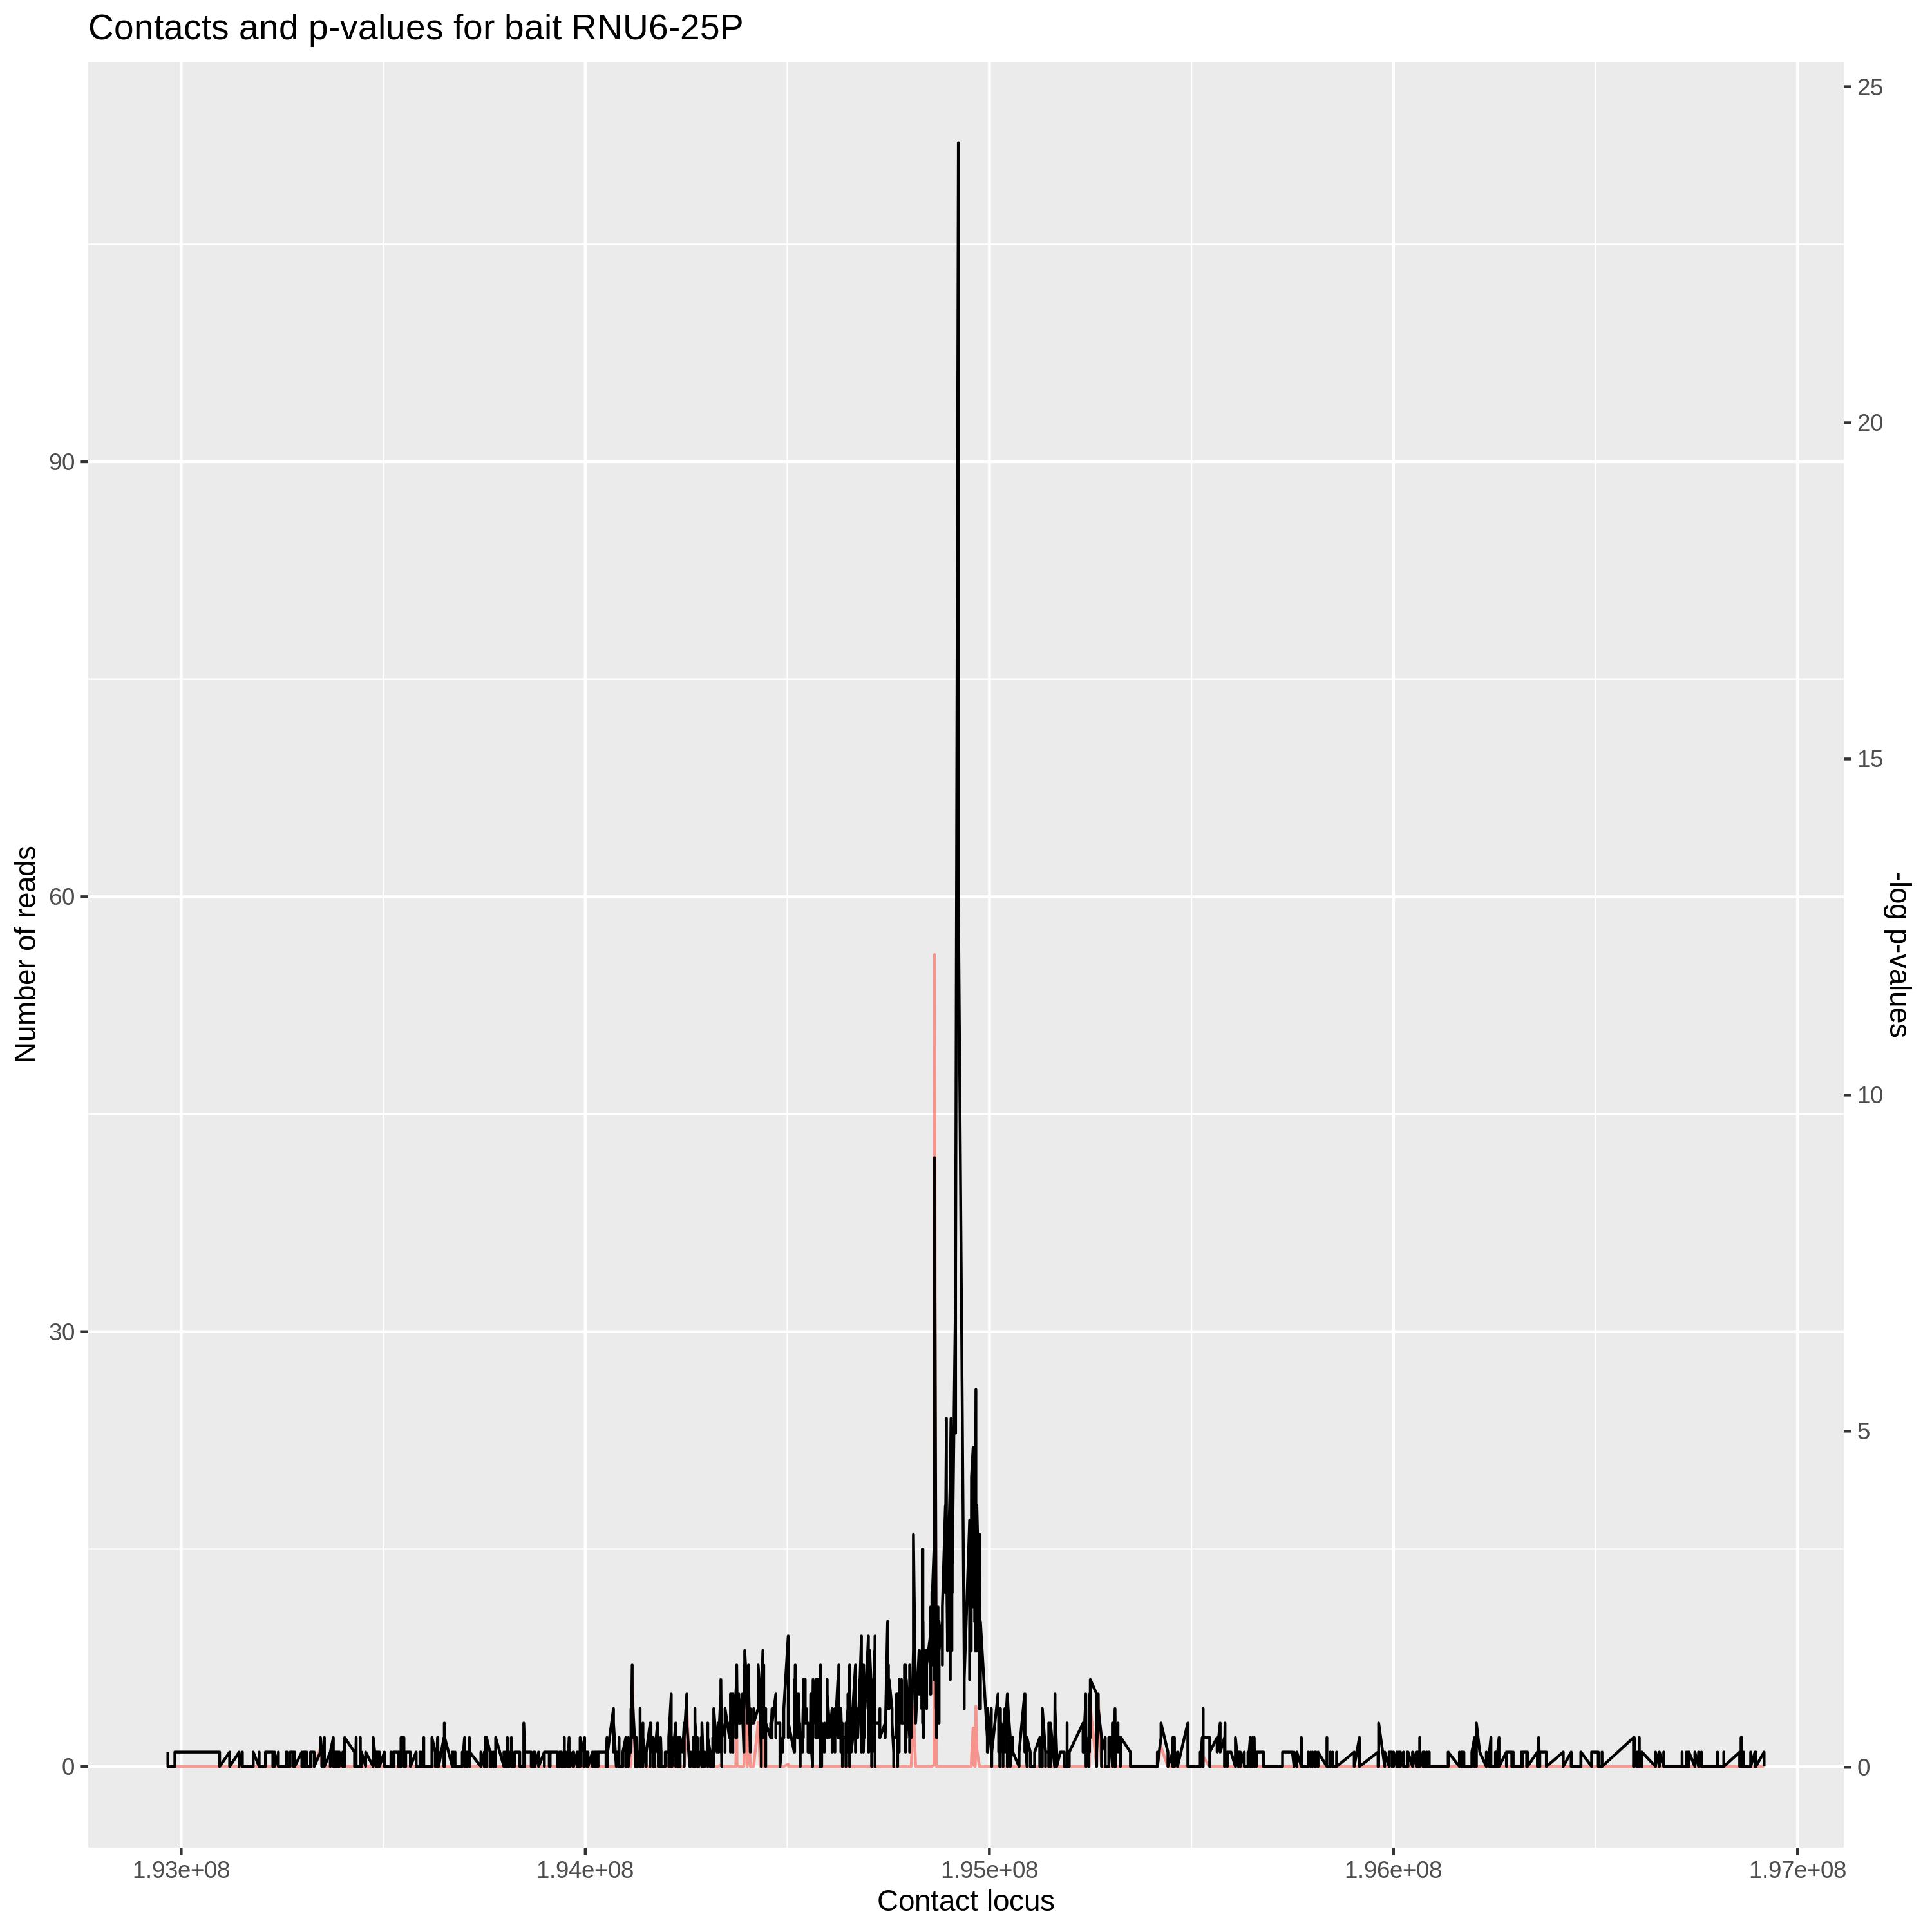 Contacts and p-values for bait RNU6-25P
25
20
90
15
60
Number of reads
-log p-values
10
30
5
0
0
1.93e+08 1.94e+08 1.95e+08 1.96e+08 1.97e+08
Contact locus